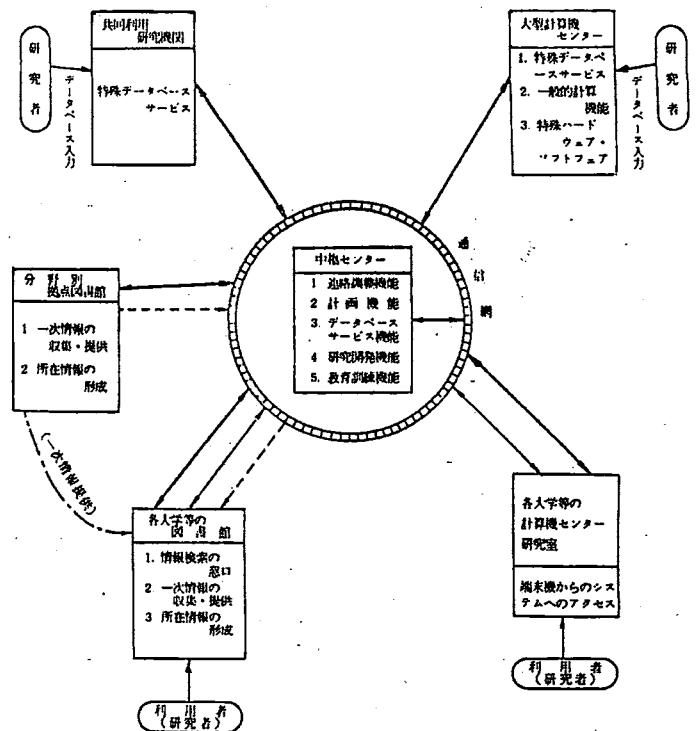 研究者
データベース入力
共同利用
研究機関
特殊データベース
サービス
大型計算機
センター
1. 特殊データベ
ースサービス
2. 一般的計算
機能
3. 特殊ハード
ウェア・
ソフトフェア
研究者
データベース入力
通信網
中枢センター
1 連絡調整機能
2 計画機能
3. データベース
サービス機能
4 研究開発機能
5. 教育訓練機能
分野別
拠点図書館
1 一次情報の
収集・提供
2 所在情報の
形成
(一次情報提供)
各大学等の
図書館
1. 情報検索の
窓口
2 一次情報の
収集・提供
3 所在情報の
形成
利用者
(研究者)
各大学等の
計算機センター
研究室
端末機からのシス
テムへのアクセス
利用者
(研究者)